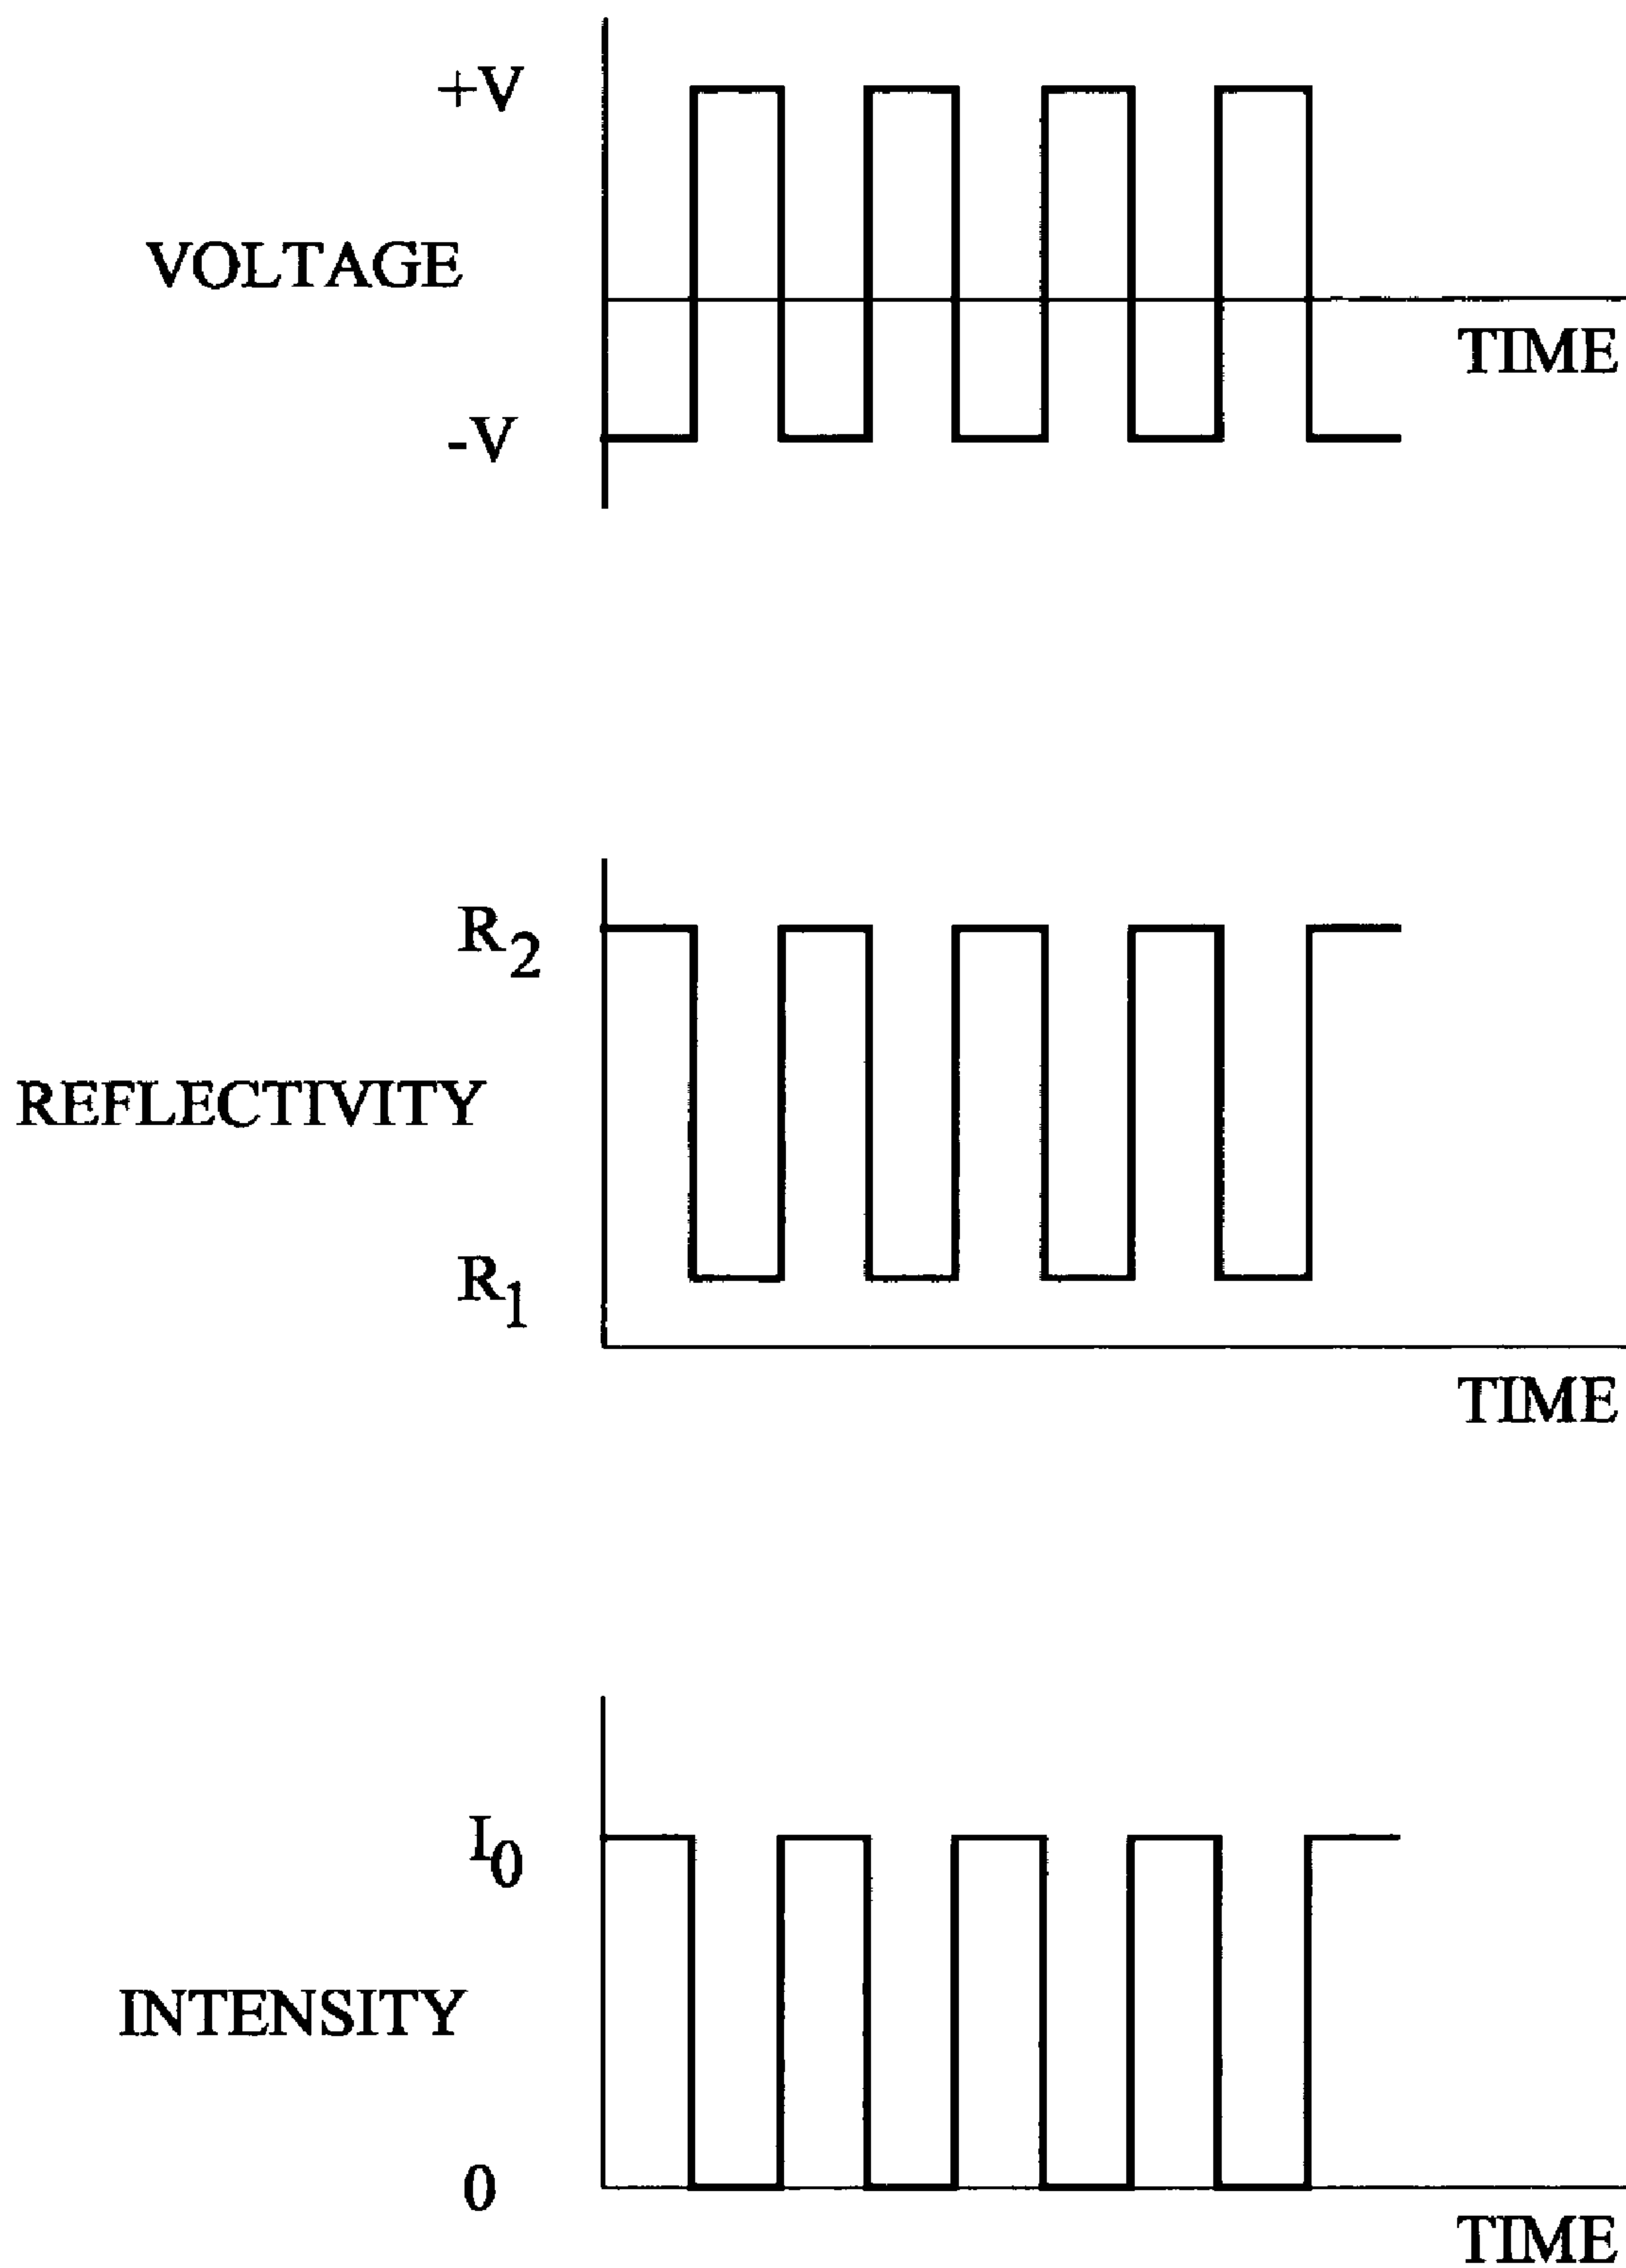 +V
VOLTAGE
TIME
-V
R2
REFLECTIVITY
R1
TIME
I0
INTENSITY
0
TIME